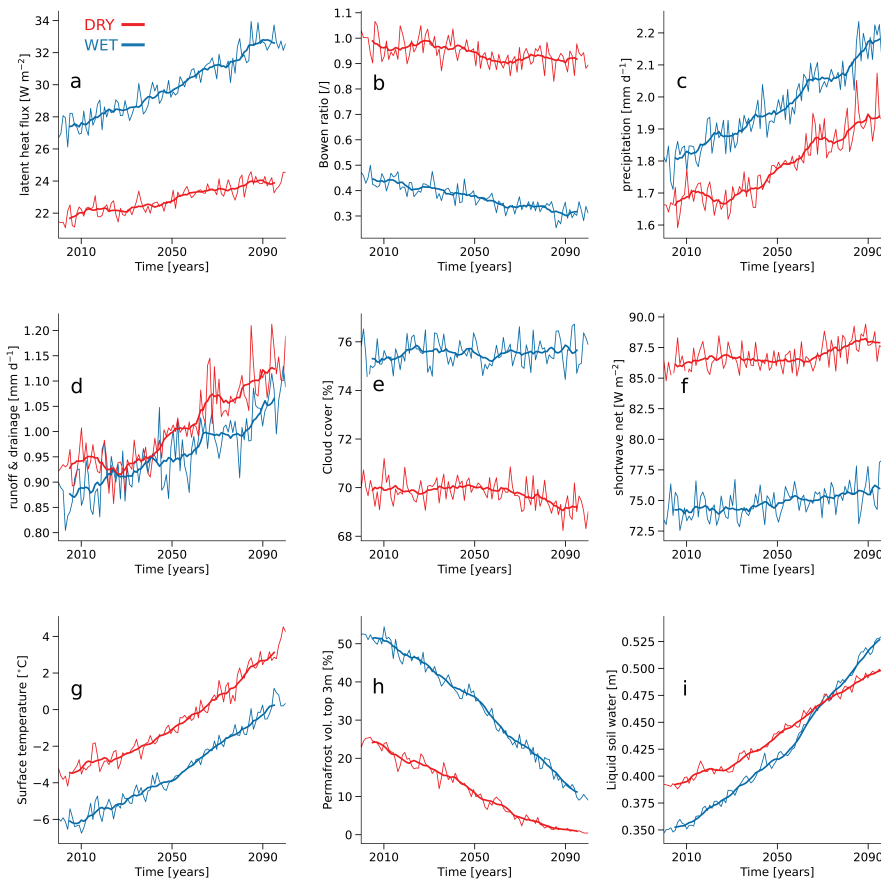 DRY
WET
a
latent heat flux [W m⁻²]
34
32
30
28
26
24
22
2010 2050 2090
Time [years]
b
Bowen ratio [/]
1.1
1.0
0.9
0.8
0.7
0.6
0.5
0.4
0.3
2010 2050 2090
Time [years]
c
precipitation [mm d⁻¹]
2.2
2.1
2.0
1.9
1.8
1.7
1.6
2010 2050 2090
Time [years]
d
runoff & drainage [mm d⁻¹]
1.20
1.15
1.10
1.05
1.00
0.95
0.90
0.85
0.80
2010 2050 2090
Time [years]
e
Cloud cover [%]
76
74
72
70
68
2010 2050 2090
Time [years]
f
shortwave net [W m⁻²]
90.0
87.5
85.0
82.5
80.0
77.5
75.0
72.5
2010 2050 2090
Time [years]
g
Surface temperature [°C]
4
2
0
−2
−4
−6
2010 2050 2090
Time [years]
h
Permafrost vol. top 3m [%]
50
40
30
20
10
0
2010 2050 2090
Time [years]
i
Liquid soil water [m]
0.525
0.500
0.475
0.450
0.425
0.400
0.375
0.350
2010 2050 2090
Time [years]